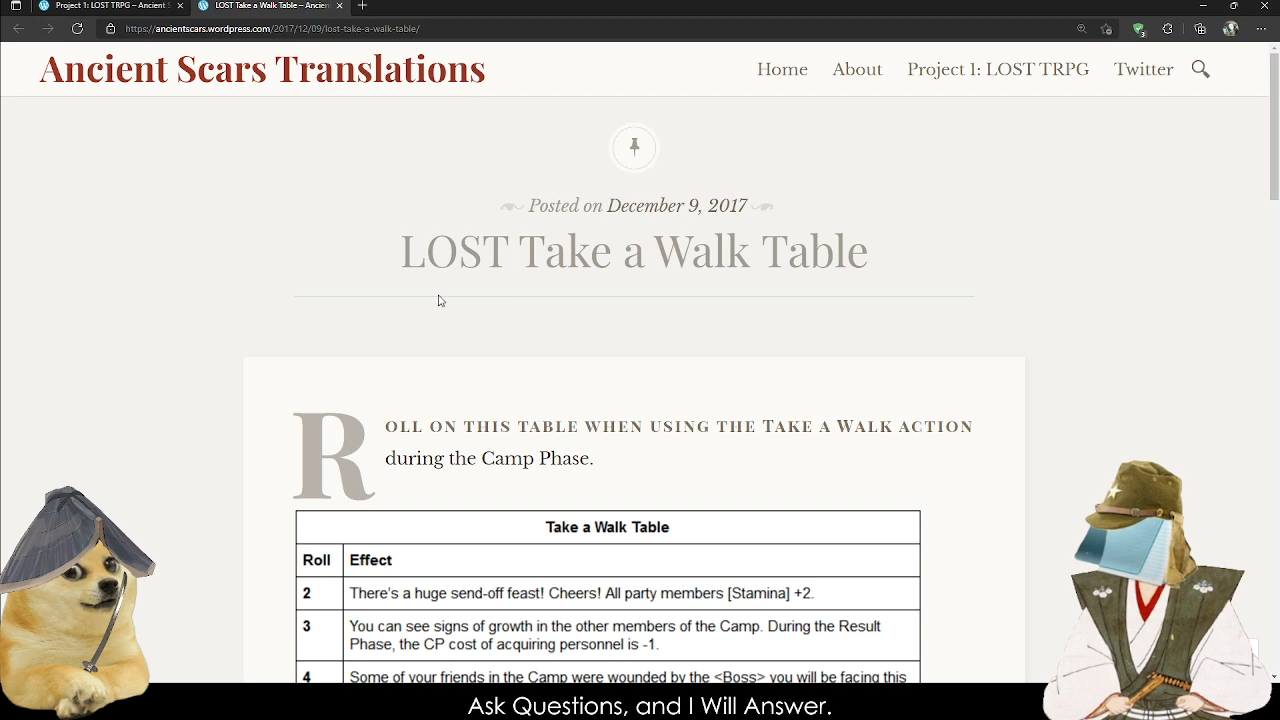 Project 1: LOST TRPG – Ancient S
LOST Take a Walk Table – Ancien
https://ancientscars.wordpress.com/2017/12/09/lost-take-a-walk-table/
Ancient Scars Translations
Home About Project 1: LOST TRPG Twitter
Posted on December 9, 2017
LOST Take a Walk Table
ROLL ON THIS TABLE WHEN USING THE TAKE A WALK ACTION
during the Camp Phase.
Take a Walk Table
Roll Effect
2 There's a huge send-off feast! Cheers! All party members [Stamina] +2.
3 You can see signs of growth in the other members of the Camp. During the Result
Phase, the CP cost of acquiring personnel is -1.
4 Some of your friends in the Camp were wounded by the <Boss> you will be facing this
Ask Questions, and I Will Answer.